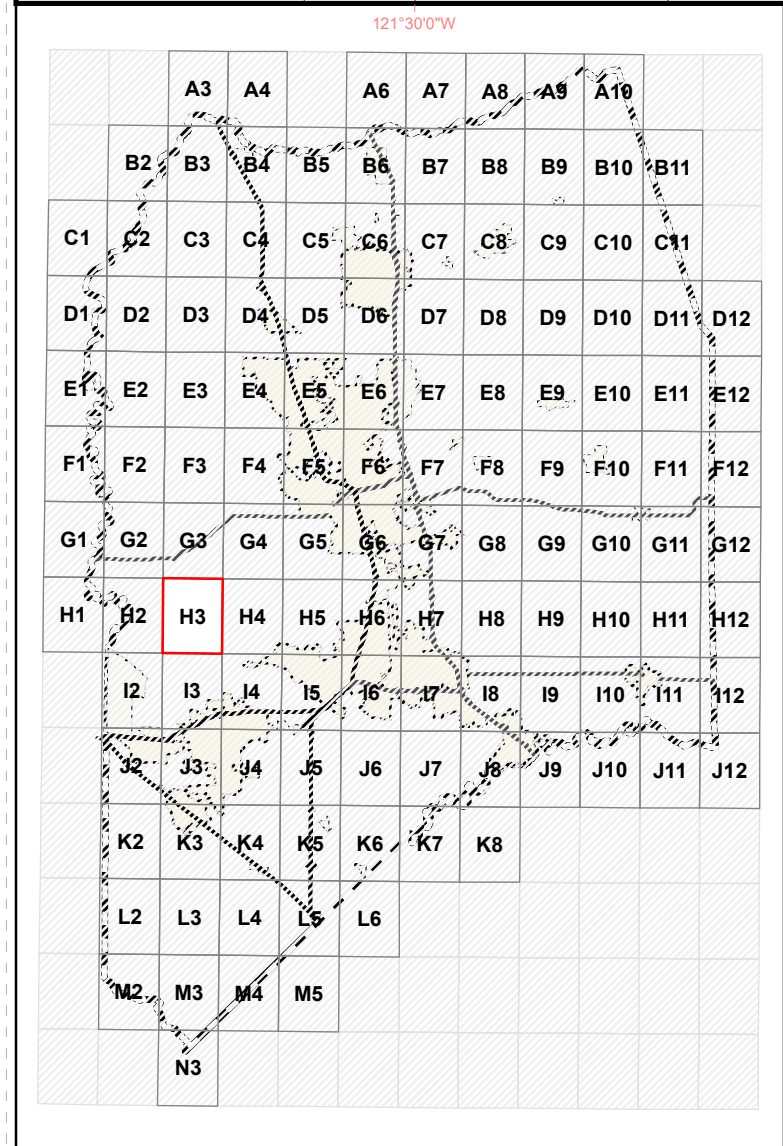 121°30'0"W
A3 A4 A6 A7 A8 A9 A10
B2 B3 B4 B5 B6 B7 B8 B9 B10 B11
C1 C2 C3 C4 C5 C6 C7 C8 C9 C10 C11
D1 D2 D3 D4 D5 D6 D7 D8 D9 D10 D11 D12
E1 E2 E3 E4 E5 E6 E7 E8 E9 E10 E11 E12
F1 F2 F3 F4 F5 F6 F7 F8 F9 F10 F11 F12
G1 G2 G3 G4 G5 G6 G7 G8 G9 G10 G11 G12
H1 H2 H3 H4 H5 H6 H7 H8 H9 H10 H11 H12
I2 I3 I4 I5 I6 I7 I8 I9 I10 I11 I12
J2 J3 J4 J5 J6 J7 J8 J9 J10 J11 J12
K2 K3 K4 K5 K6 K7 K8
L2 L3 L4 L5 L6
M2 M3 M4 M5
N3